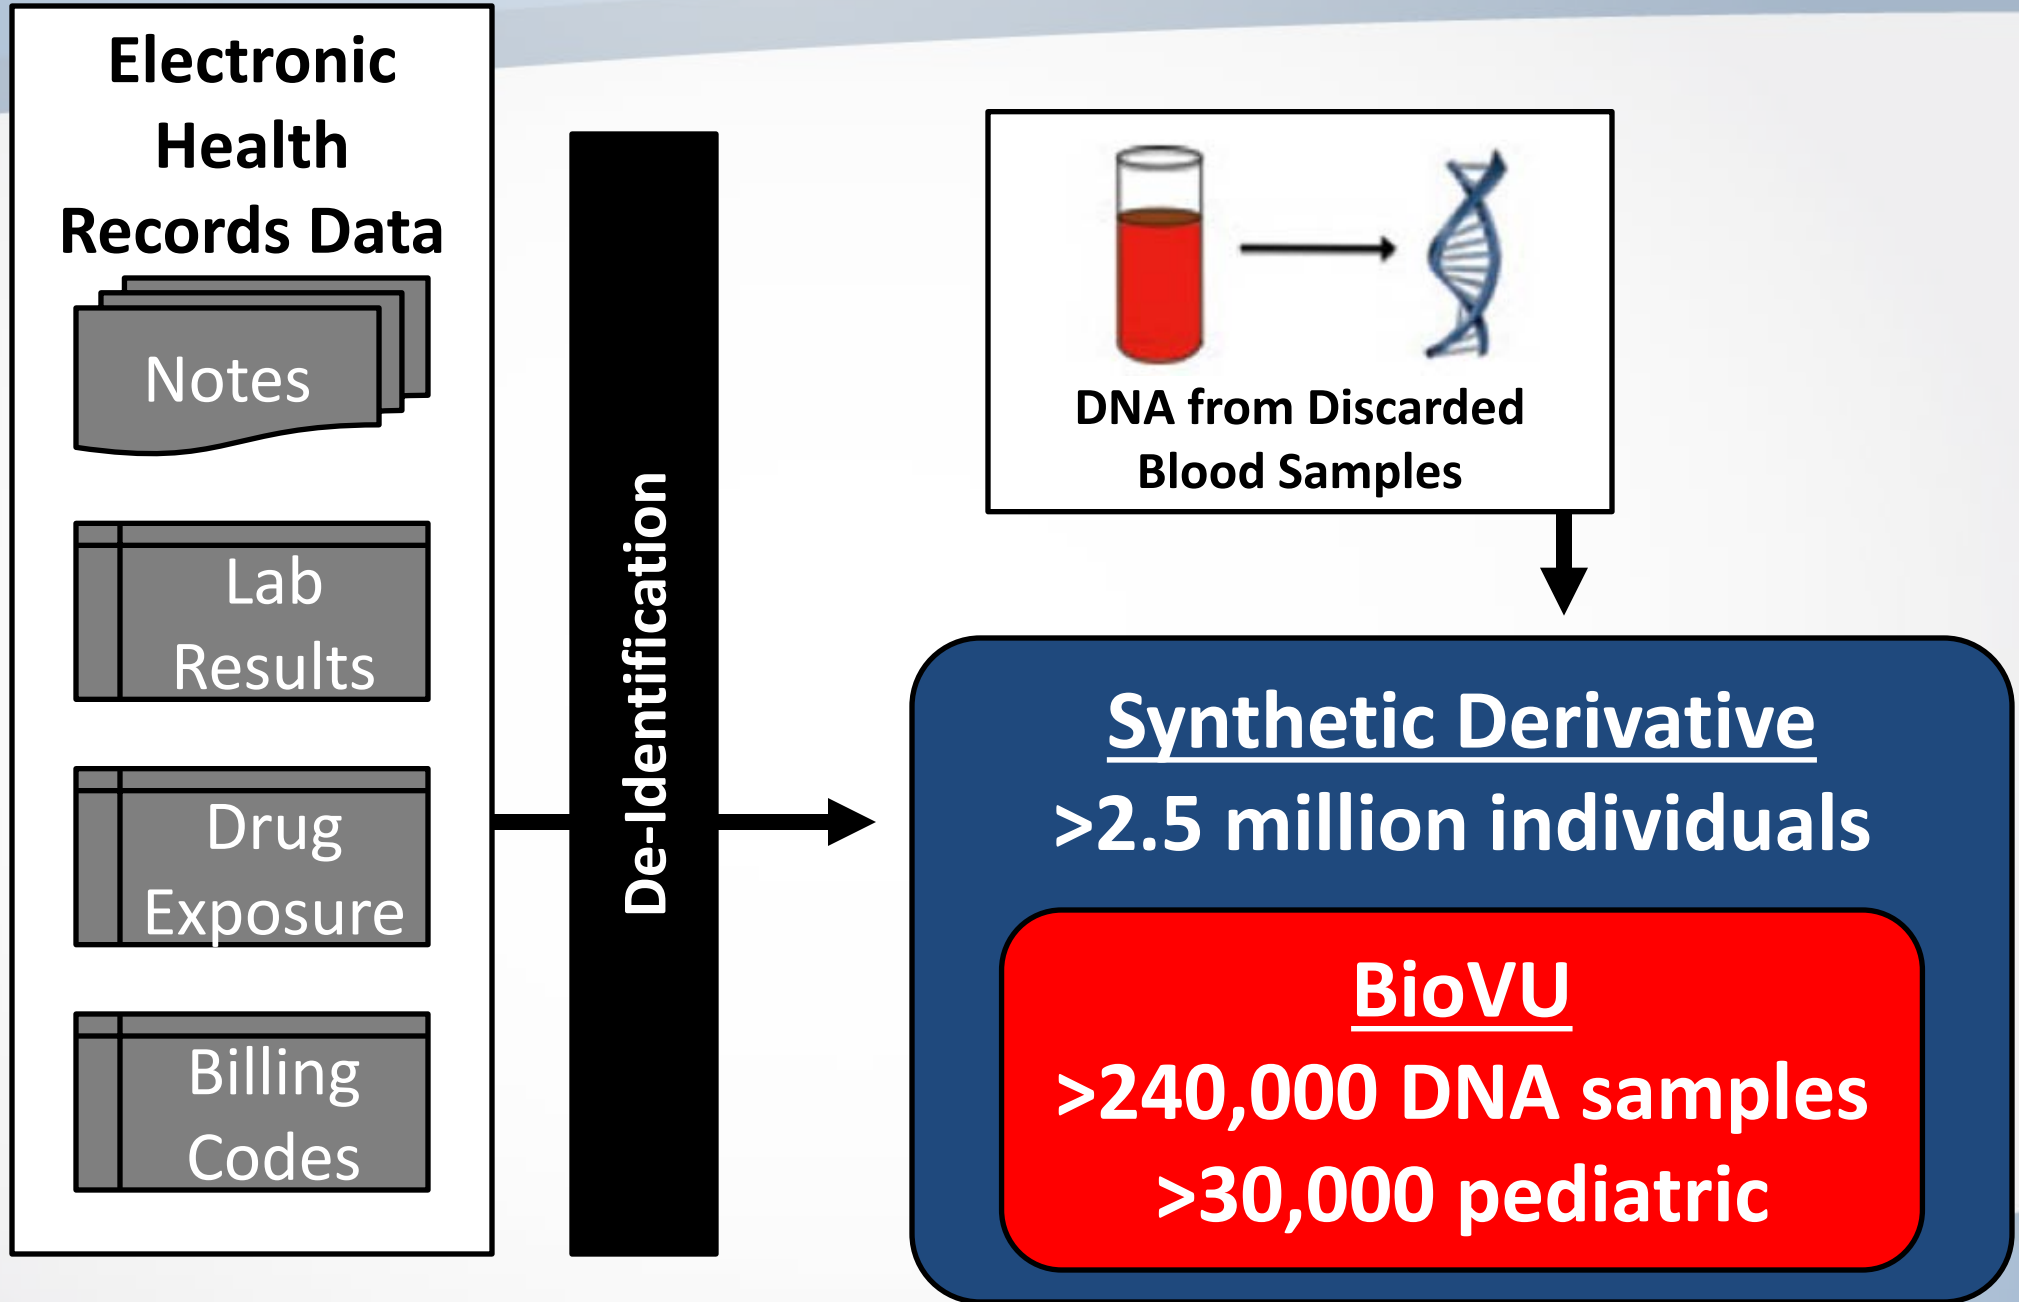 Electronic
Health
Records Data
Notes
Lab
Results
Drug
Exposure
Billing
Codes
De-Identification
DNA from Discarded
Blood Samples
Synthetic Derivative
>2.5 million individuals
BioVU
>240,000 DNA samples
>30,000 pediatric